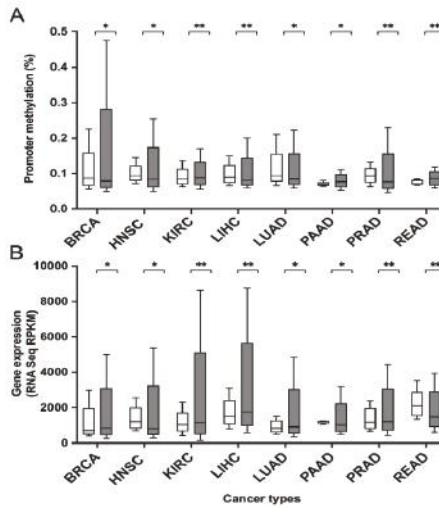 A
* * ** ** * * ** **
0.5
0.4
0.3
0.2
0.1
0.0
Promoter methylation (%)
BRCA HNSC KIRC LIHC LUAD PAAD PRAD READ
B
* * ** ** * * ** **
10000
8000
6000
4000
2000
0
Gene expression
(RNA Seq RPKM)
BRCA HNSC KIRC LIHC LUAD PAAD PRAD READ
Cancer types